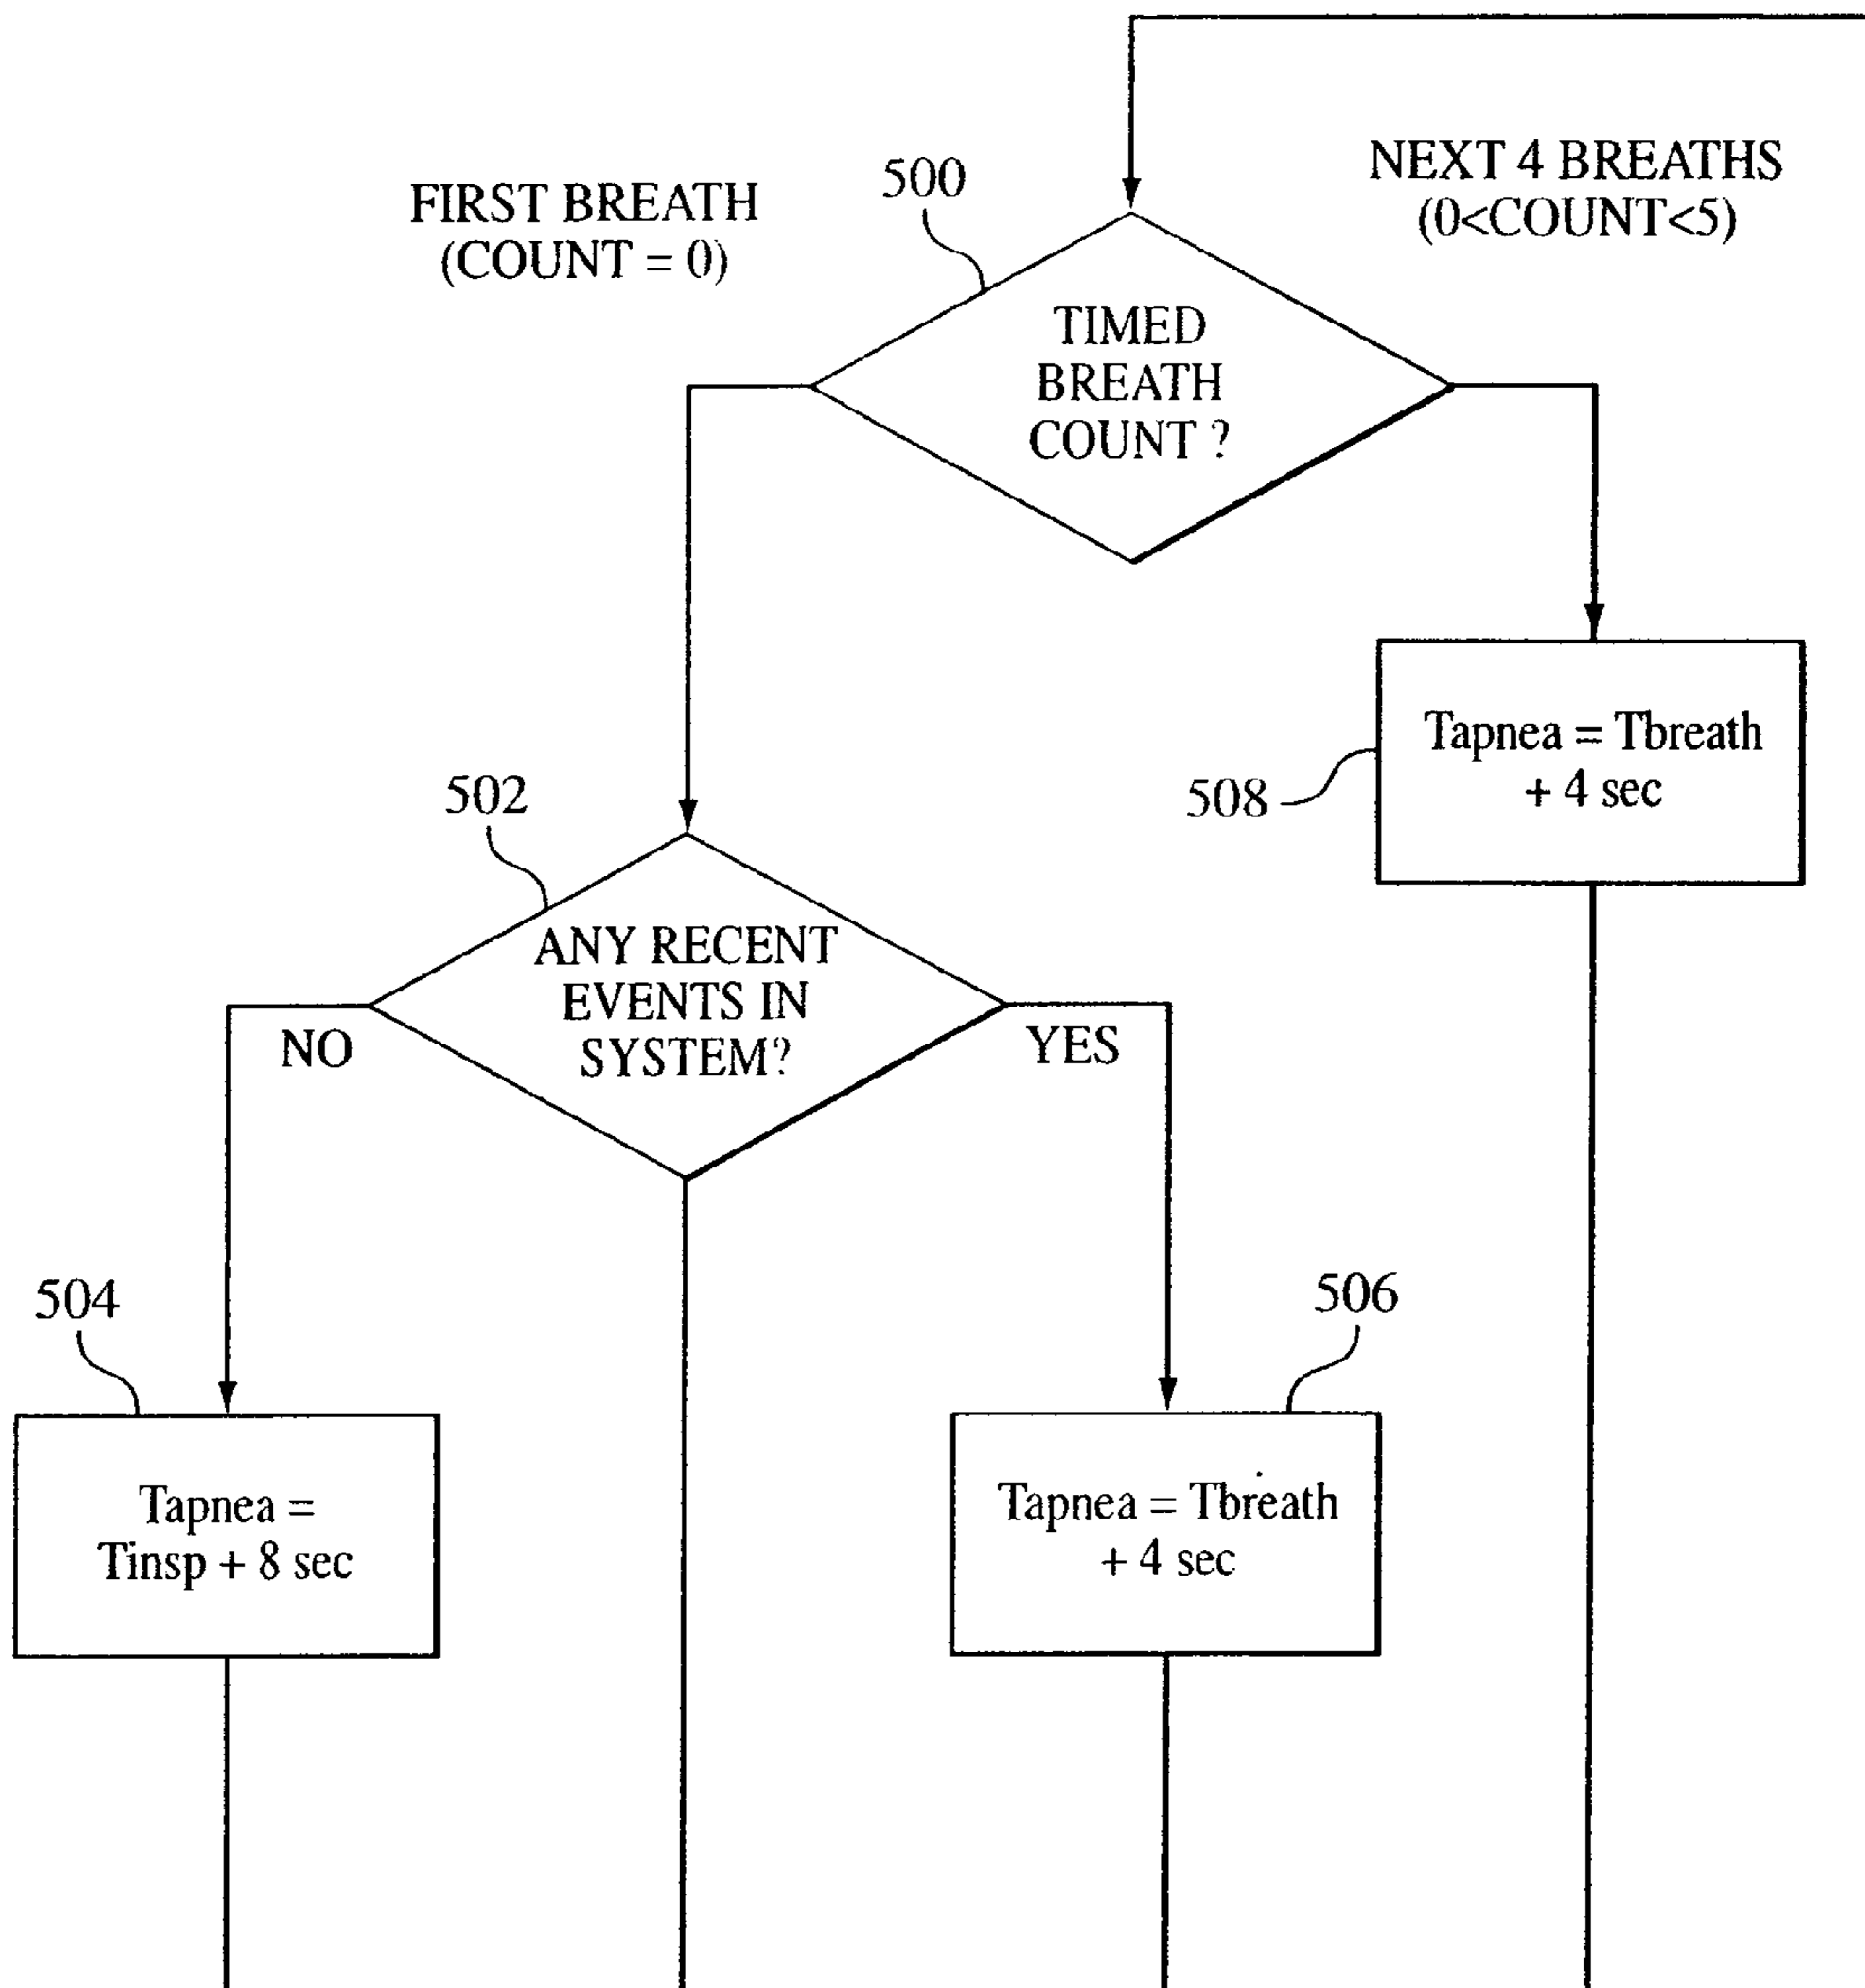 FIRST BREATH
(COUNT = 0)
500
NEXT 4 BREATHS
(0<COUNT<5)
TIMED
BREATH
COUNT ?
Tapnea = Tbreath
+ 4 sec
508
502
ANY RECENT
EVENTS IN
SYSTEM?
NO
YES
504
506
Tapnea =
Tinsp + 8 sec
Tapnea = Tbreath
+ 4 sec